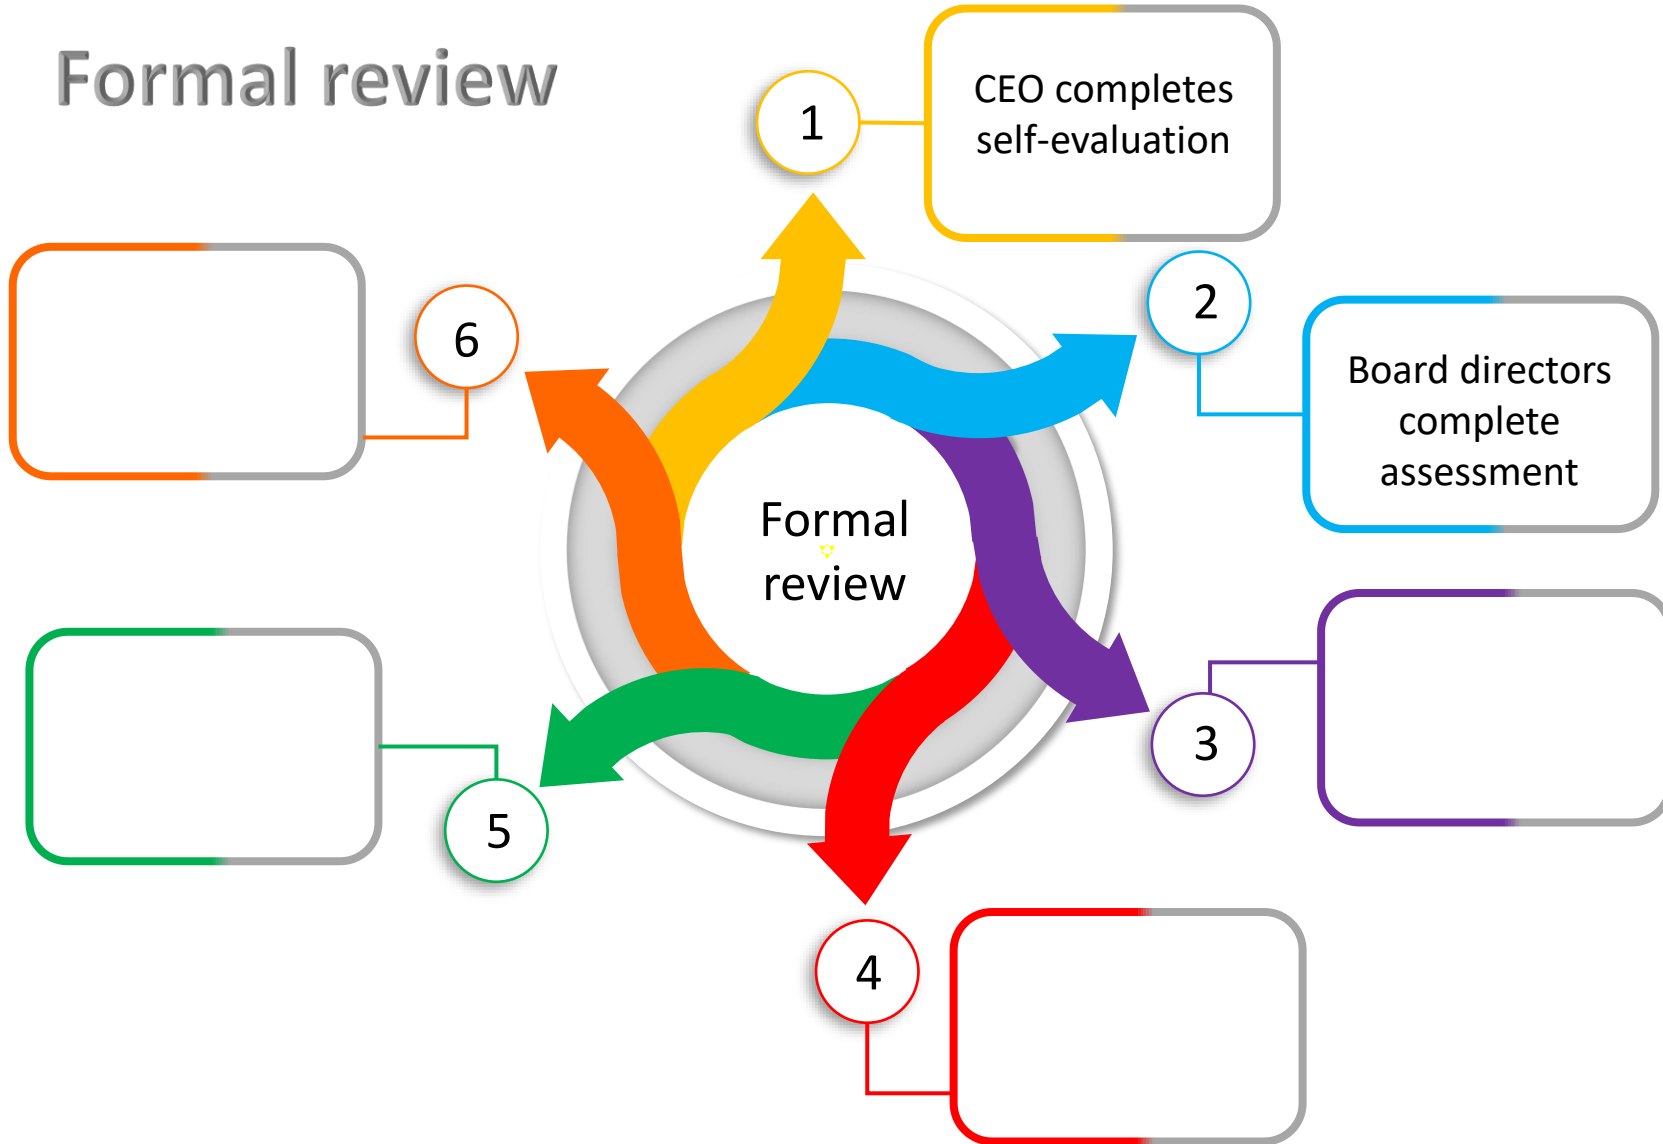 Formal review
1
CEO completes
self-evaluation
2
Board directors
complete
assessment
3
4
5
6
Formal
review